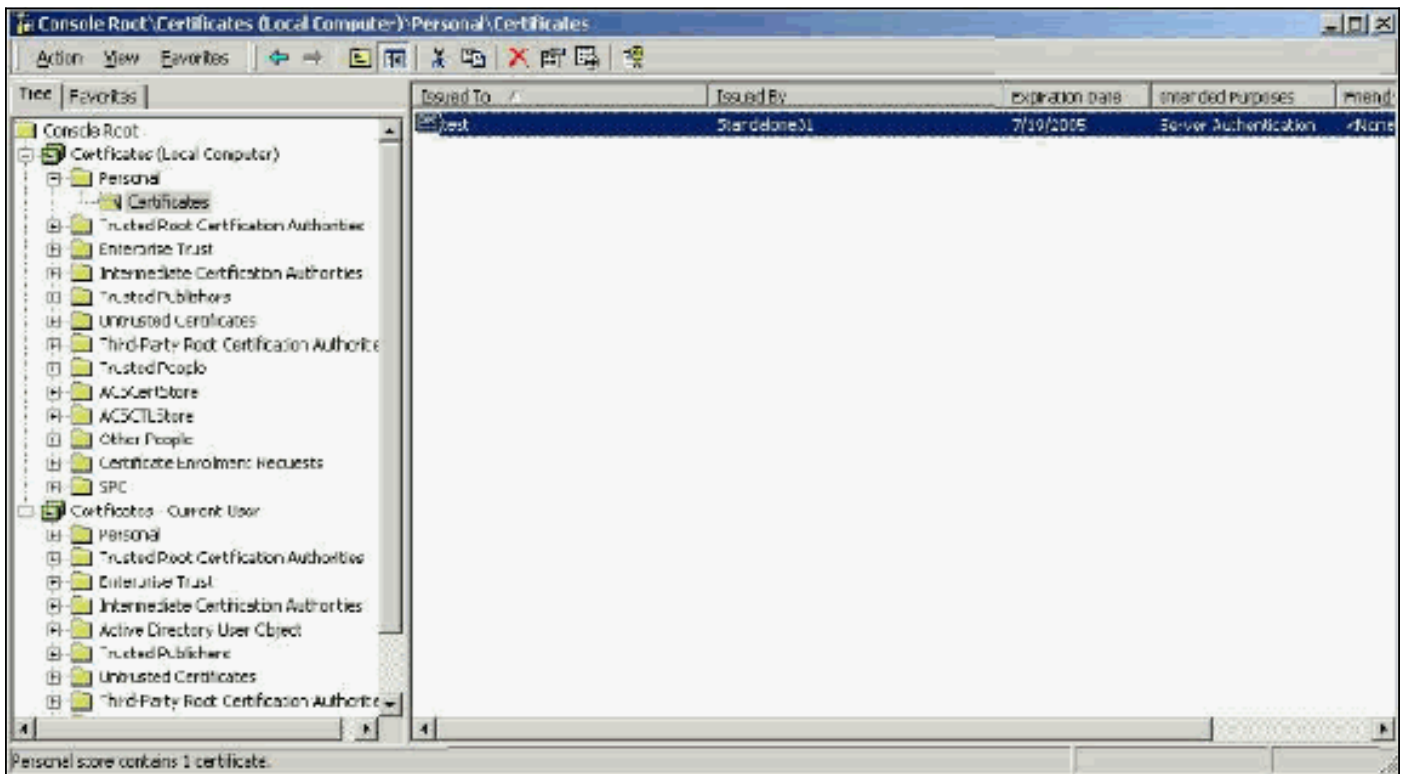 Console Root\Certificates (Local Computer)\Personal\Certificates
Action View Favorites
Tree Favorites
Issued To Issued By Expiration Date Intended Purposes Friend
Console Root
test Standalone01 7/19/2005 Server Authentication <None
Certificates (Local Computer)
Personal
Certificates
Trusted Root Certification Authorities
Enterprise Trust
Intermediate Certification Authorities
Trusted Publishers
Untrusted Certificates
Third-Party Root Certification Authoritie
Trusted People
ACSCertStore
ACSCTLStore
Other People
Certificate Enrollment Requests
SPC
Certificates - Current User
Personal
Trusted Root Certification Authorities
Enterprise Trust
Intermediate Certification Authorities
Active Directory User Object
Trusted Publishers
Untrusted Certificates
Third-Party Root Certification Authoritie
Personal store contains 1 certificate.